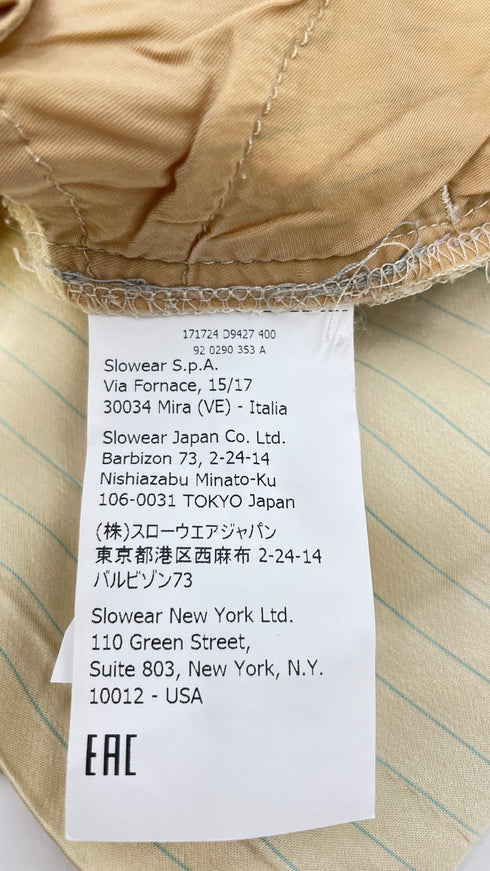 171724 D9427 400
92 0290 353 A
Slowear S.p.A.
Via Fornace, 15/17
30034 Mira (VE) - Italia
Slowear Japan Co. Ltd.
Barbizon 73, 2-24-14
Nishiazabu Minato-Ku
106-0031 TOKYO Japan
(株)スローウエアジャパン
東京都港区西麻布 2-24-14
バルビゾン73
Slowear New York Ltd.
110 Green Street,
Suite 803, New York, N.Y.
10012 - USA
EAC